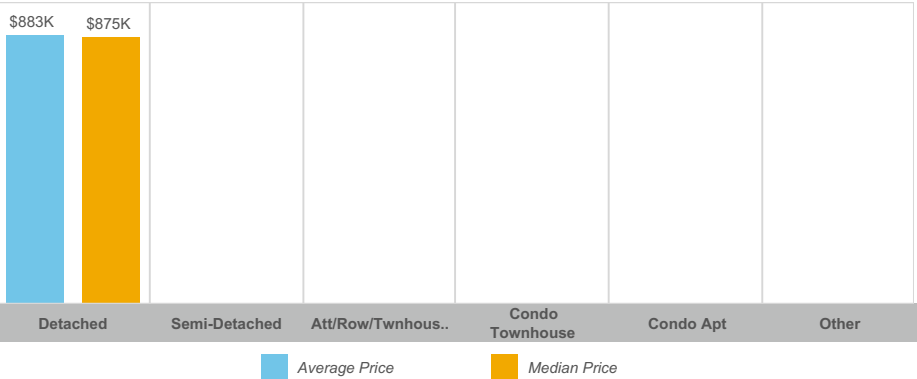 $883K
$875K
Detached
Semi-Detached
Att/Row/Twnhous..
Condo
Townhouse
Condo Apt
Other
Average Price
Median Price